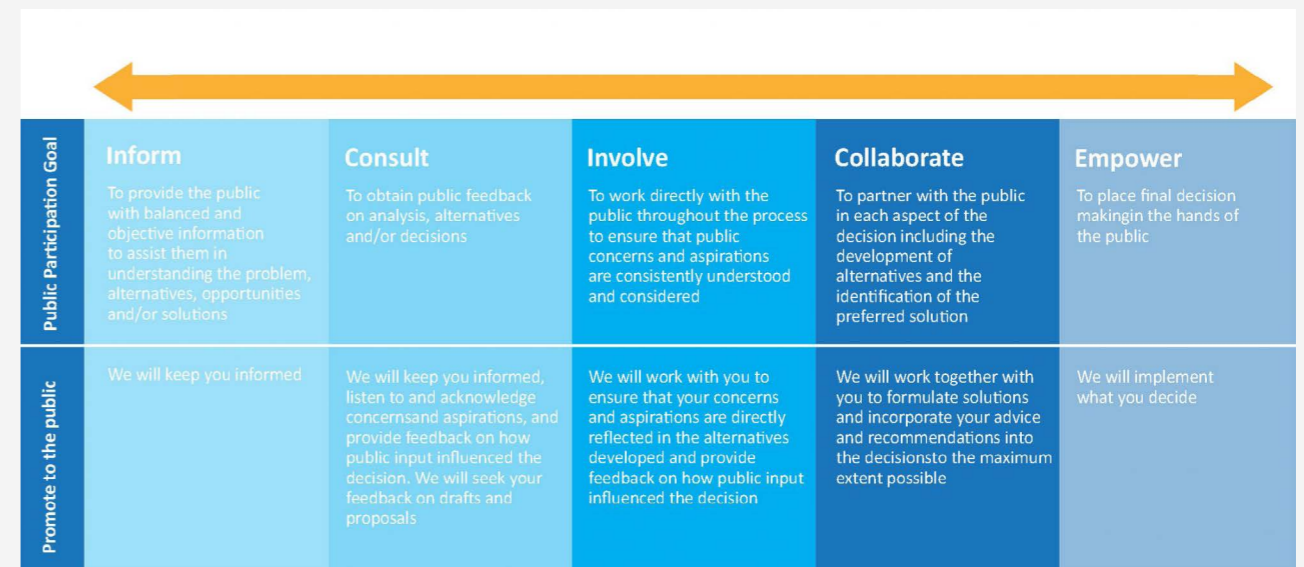 Public Participation Goal
Inform
To provide the public
with balanced and
objective information
to assist them in
understanding the problem,
alternatives, opportunities
and/or solutions
Consult
To obtain public feedback
on analysis, alternatives
and/or decisions
Involve
To work directly with the
public throughout the process
to ensure that public
concerns and aspirations
are consistently understood
and considered
Collaborate
To partner with the public
in each aspect of the
decision including the
development of
alternatives and the
identification of the
preferred solution
Empower
To place final decision
makingin the hands of
the public
Promote to the public
We will keep you informed
We will keep you informed,
listen to and acknowledge
concernsand aspirations, and
provide feedback on how
public input influenced the
decision. We will seek your
feedback on drafts and
proposals
We will work with you to
ensure that your concerns
and aspirations are directly
reflected in the alternatives
developed and provide
feedback on how public input
influenced the decision
We will work together with
you to formulate solutions
and incorporate your advice
and recommendations into
the decisionsto the maximum
extent possible
We will implement
what you decide